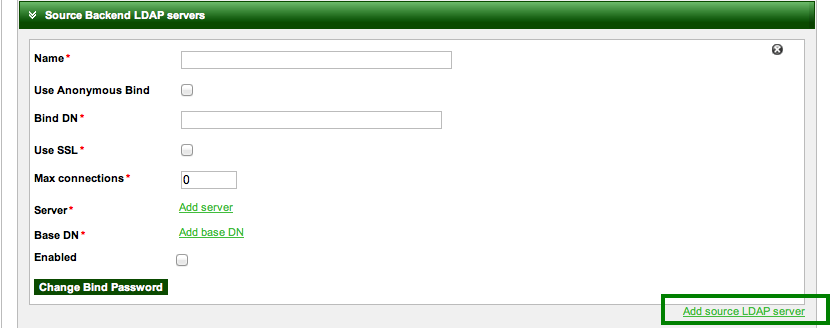 Source Backend LDAP servers
Name*
Use Anonymous Bind
Bind DN*
Use SSL*
Max connections* 0
Server* Add server
Base DN* Add base DN
Enabled
Change Bind Password
Add source LDAP server